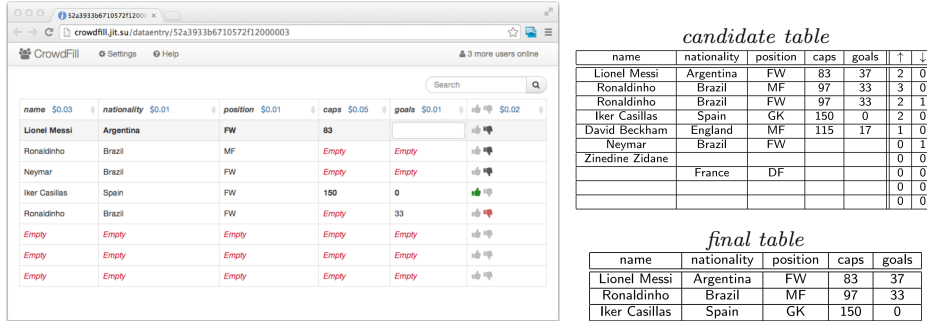 52a3933b6710572f1200 ×
crowdfill.jit.su/dataentry/52a3933b6710572f12000003
CrowdFill Settings Help 3 more users online
Search
name $0.03 nationality $0.01 position $0.01 caps $0.05 goals $0.01 $0.02
Lionel Messi Argentina FW 83
Ronaldinho Brazil MF Empty Empty
Neymar Brazil FW Empty Empty
Iker Casillas Spain FW 150 0
Ronaldinho Brazil FW Empty 33
Empty Empty Empty Empty Empty
Empty Empty Empty Empty Empty
Empty Empty Empty Empty Empty
candidate table
name nationality position caps goals ↑ ↓
Lionel Messi Argentina FW 83 37 2 0
Ronaldinho Brazil MF 97 33 3 0
Ronaldinho Brazil FW 97 33 2 1
Iker Casillas Spain GK 150 0 2 0
David Beckham England MF 115 17 1 0
Neymar Brazil FW 0 1
Zinedine Zidane 0 0
France DF 0 0
0 0
0 0
final table
name nationality position caps goals
Lionel Messi Argentina FW 83 37
Ronaldinho Brazil MF 97 33
Iker Casillas Spain GK 150 0